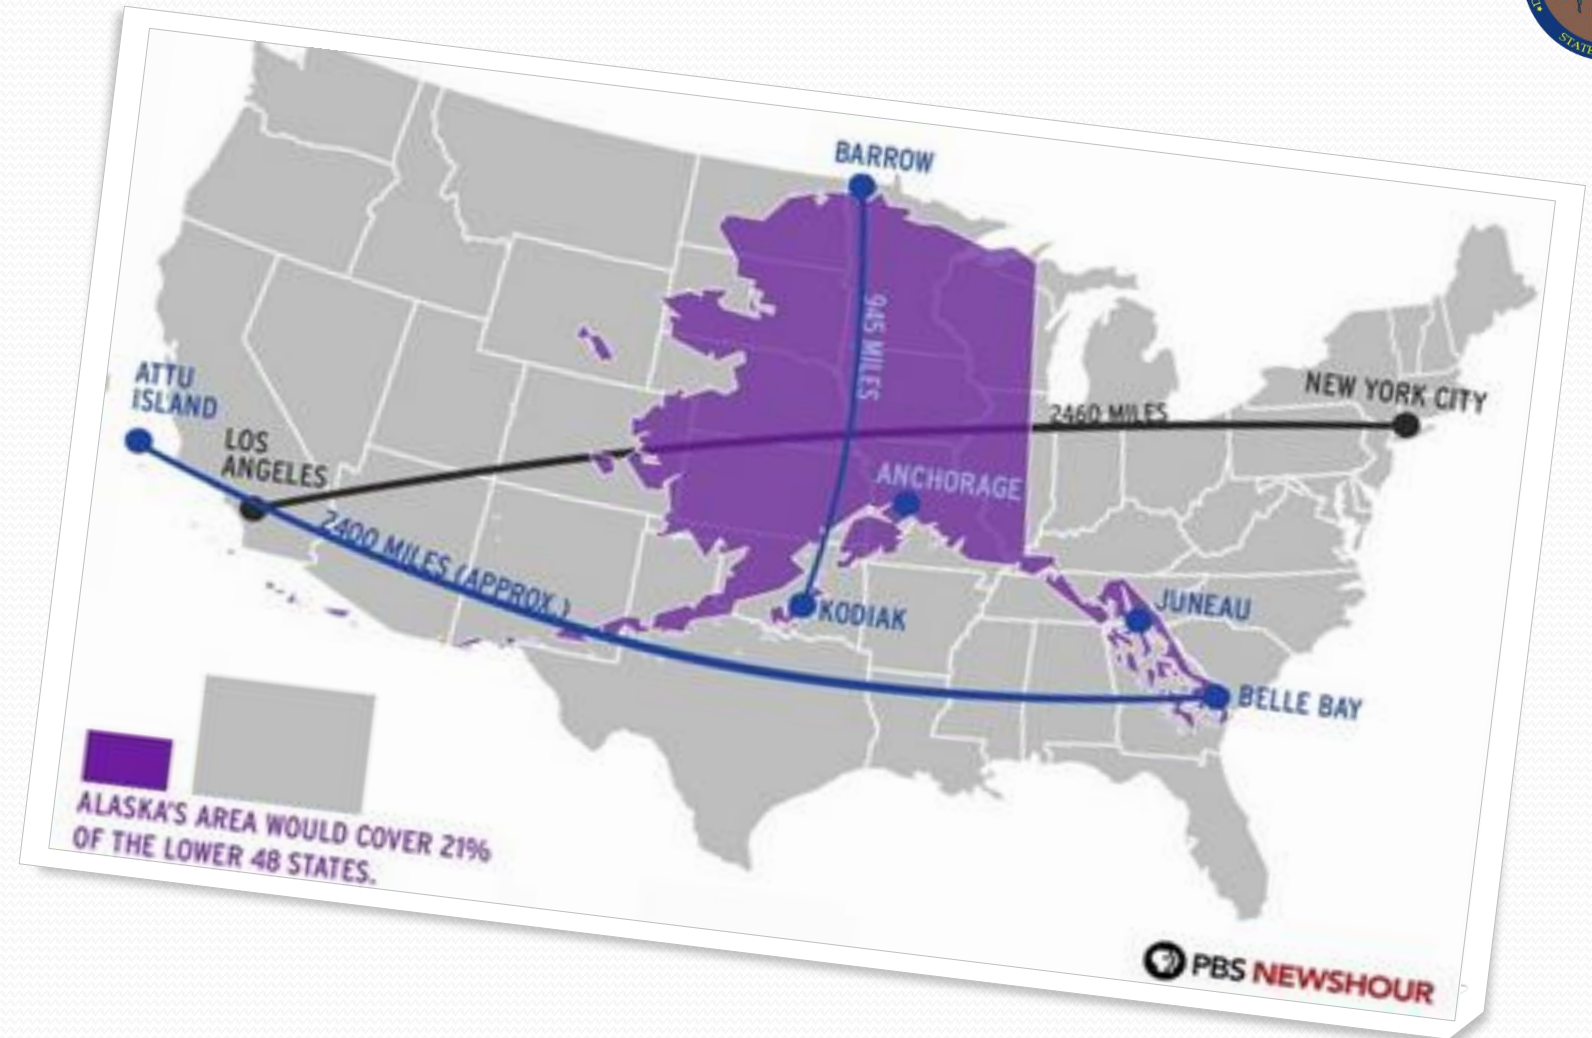 STATE
BARROW
945 MILES
ATTU
ISLAND
LOS
ANGELES
NEW YORK CITY
2460 MILES
ANCHORAGE
2400 MILES (APPROX.)
KODIAK
JUNEAU
BELLE BAY
ALASKA'S AREA WOULD COVER 21%
OF THE LOWER 48 STATES.
PBS NEWSHOUR